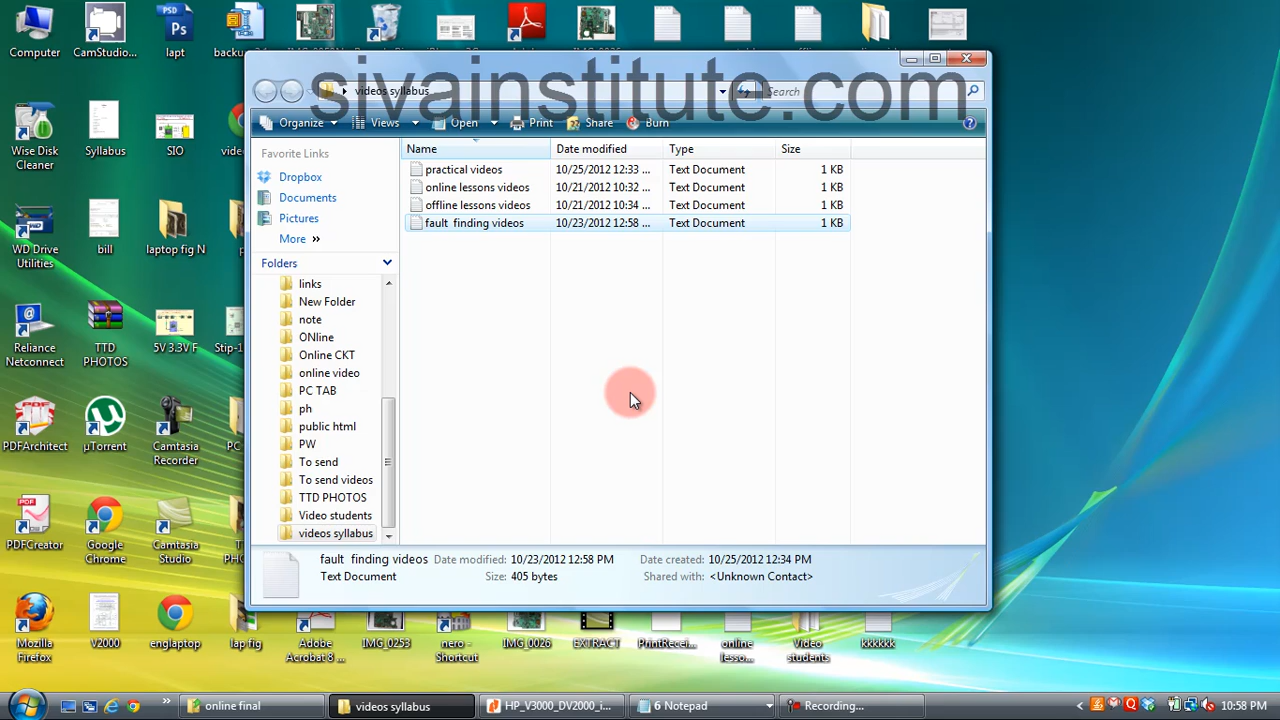 Computer
CamStudio...
lapt
backup
sivainstitute.com
videos syllabus
Search
Organize
Views
Open
Print
Share
Burn
Favorite Links
Dropbox
Documents
Pictures
More »
Folders
links
New Folder
note
ONline
Online CKT
online video
PC TAB
ph
public html
PW
To send
To send videos
TTD PHOTOS
Video students
videos syllabus
Name Date modified Type Size
practical videos 10/25/2012 12:33 ... Text Document 1 KB
online lessons videos 10/21/2012 10:32 ... Text Document 1 KB
offline lessons videos 10/21/2012 10:34 ... Text Document 1 KB
fault finding videos 10/23/2012 12:58 ... Text Document 1 KB
fault finding videos Date modified: 10/23/2012 12:58 PM Date created: 10/25/2012 12:34 PM
Text Document Size: 405 bytes Shared with: <Unknown Contact>
Wise Disk
Cleaner
Syllabus
SIO
WD Drive
Utilities
bill
laptop fig N
Reliance
Netconnect
TTD
PHOTOS
5V 3.3V F
PDFArchitect
µTorrent
Camtasia
Recorder
PDFCreator
Google
Chrome
Camtasia
Studio
Mozilla
Firefox
V2000
englaptop
lap fig
Adobe
Acrobat 8 ...
IMG_0253
nero -
Shortcut
IMG_0026
EXTRACT
PrintRecei...
online
lesso...
Video
students
kkkkkk
online final
videos syllabus
HP_V3000_DV2000_i...
6 Notepad
Recording...
10:58 PM